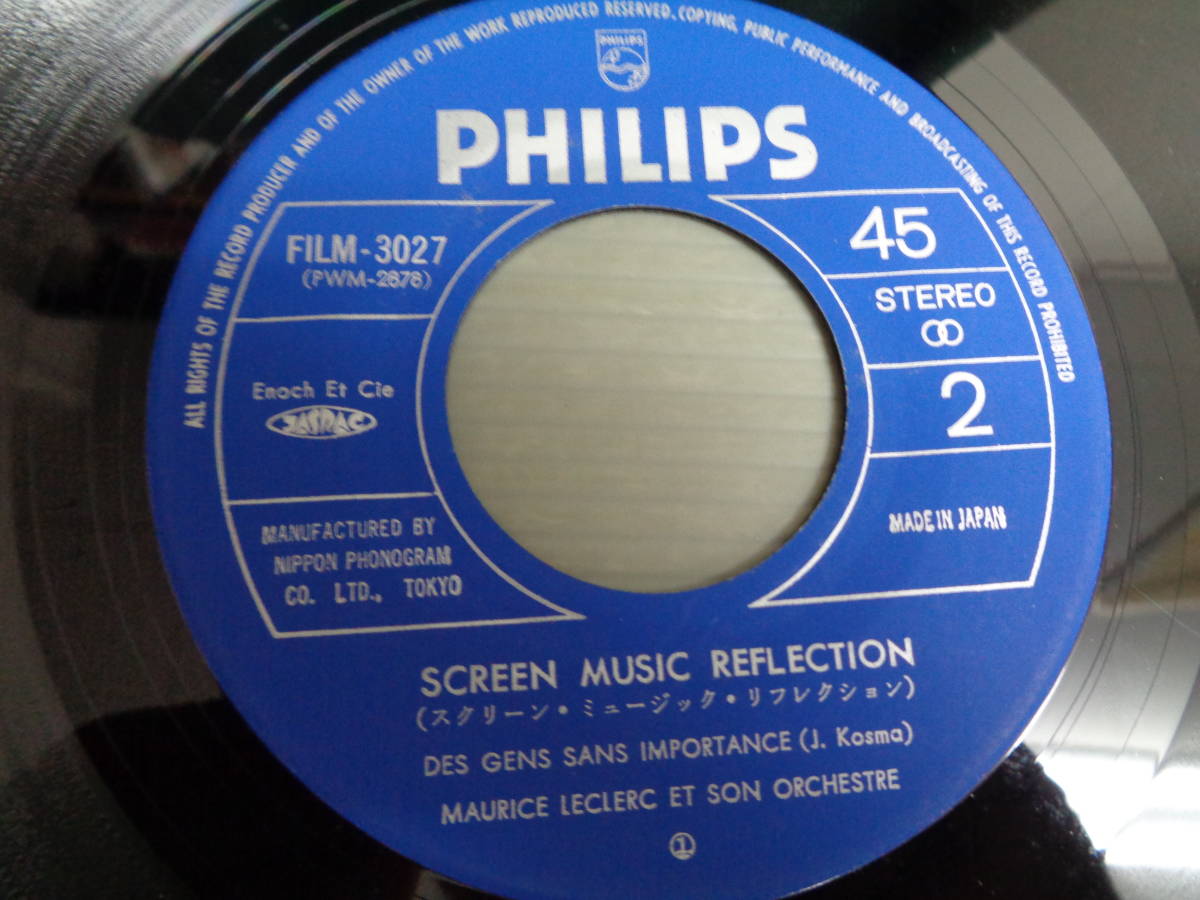 ALL RIGHTS OF THE RECORD PRODUCER AND OF THE OWNER OF THE WORK REPRODUCED RESERVED. COPYING, PUBLIC PERFORMANCE AND BROADCASTING OF THIS RECORD PROHIBITED
PHILIPS
PHILIPS
FILM-3027
(PWM-2878)
Enoch Et Cie
JASRAC
MANUFACTURED BY
NIPPON PHONOGRAM
CO. LTD., TOKYO
45
STEREO
2
MADE IN JAPAN
SCREEN MUSIC REFLECTION
(スクリーン・ミュージック・リフレクション)
DES GENS SANS IMPORTANCE (J. Kosma)
MAURICE LECLERC ET SON ORCHESTRE
①